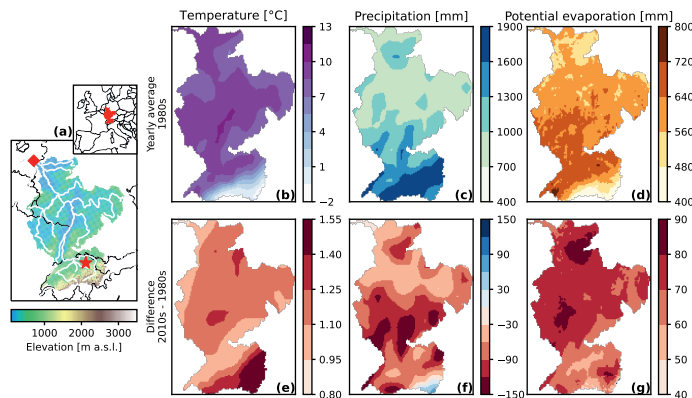 Temperature [°C]
Precipitation [mm]
Potential evaporation [mm]
Yearly average
1980s
13
10
7
4
1
−2
(b)
1900
1600
1300
1000
700
400
(c)
800
720
640
560
480
400
(d)
(a)
1000
2000
3000
Elevation [m a.s.l.]
Difference
2010s - 1980s
1.55
1.40
1.25
1.10
0.95
0.80
(e)
150
90
30
−30
−90
−150
(f)
90
80
70
60
50
40
(g)